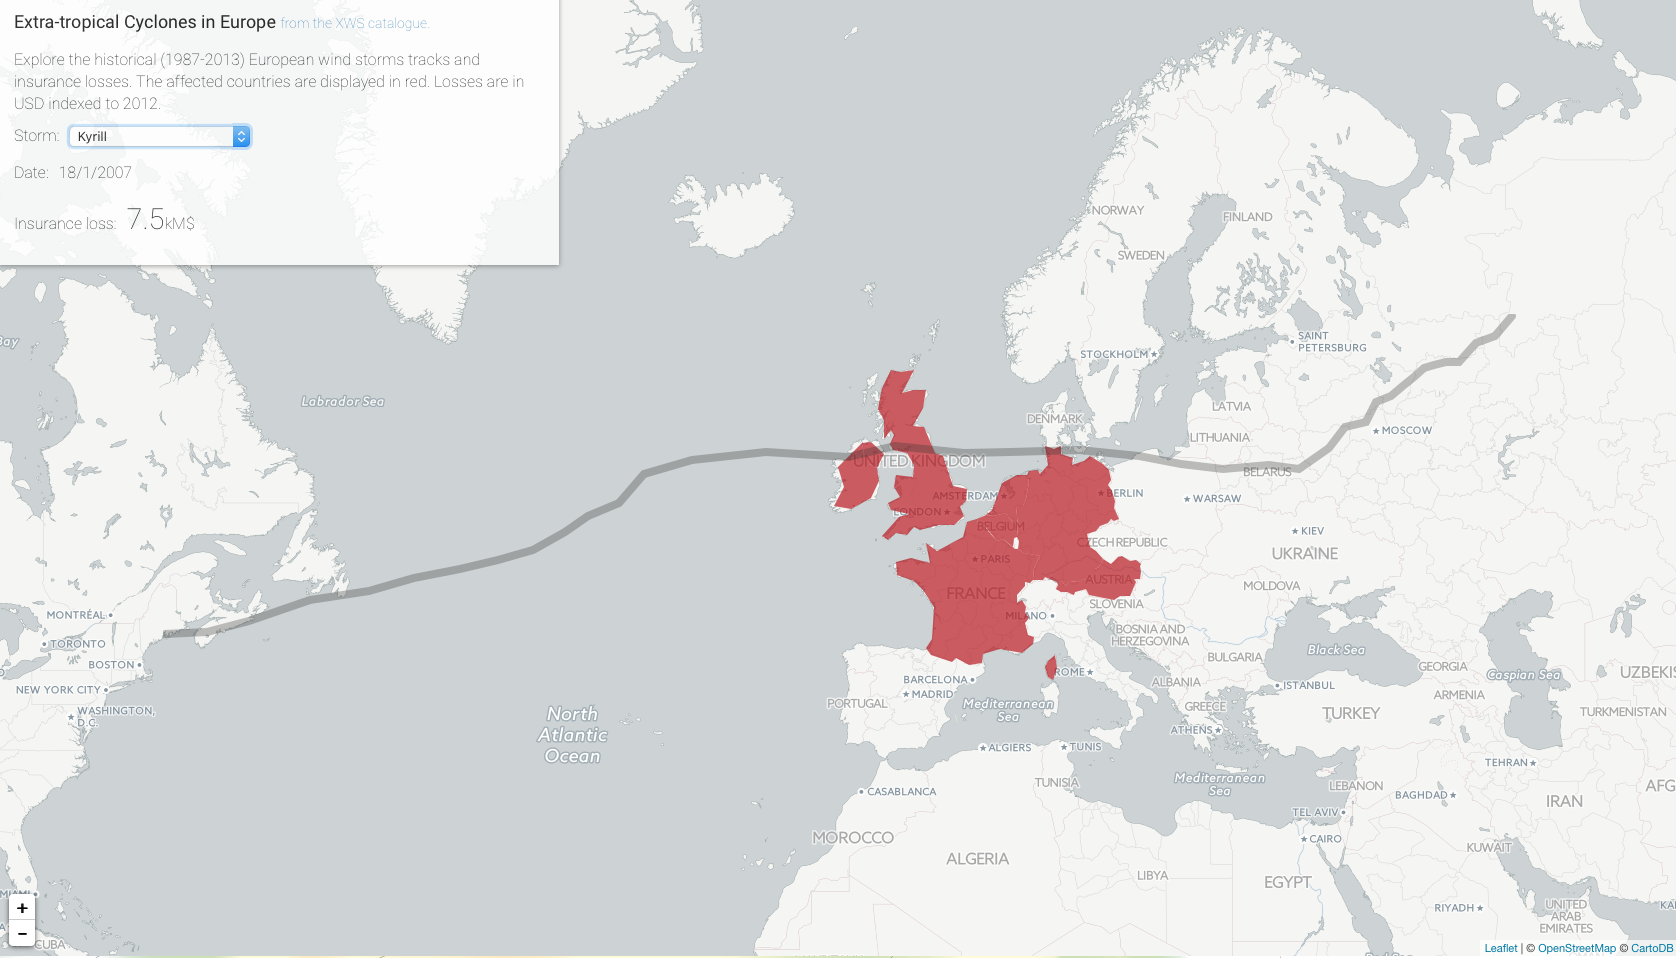 Extra-tropical Cyclones in Europe from the XWS catalogue.
Explore the historical (1987-2013) European wind storms tracks and
insurance losses. The affected countries are displayed in red. Losses are in
USD indexed to 2012.
Storm: Kyrill
Date: 18/1/2007
Insurance loss: 7.5kM$
NORWAY
FINLAND
SWEDEN
Bay
SAINT
PETERSBURG
STOCKHOLM
Labrador Sea
LATVIA
DENMARK
MOSCOW
LITHUANIA
UNITED KINGDOM
BELARUS
AMSTERDAM
BERLIN
WARSAW
LONDON
BELGIUM
KIEV
CZECH REPUBLIC
UKRAINE
PARIS
AUSTRIA
MOLDOVA
FRANCE
SLOVENIA
MONTRÉAL
MILANO
BOSNIA AND
HERZEGOVINA
TORONTO
Black Sea
BULGARIA
BOSTON
GEORGIA
ROME
Caspian Sea
UZBEKIS
BARCELONA
ALBANIA
ISTANBUL
NEW YORK CITY
MADRID
ARMENIA
PORTUGAL
Mediterranean
Sea
GREECE
WASHINGTON,
D.C.
North
Atlantic
Ocean
TURKEY
TURKMENISTAN
ATHENS
ALGIERS
TUNIS
TEHRAN
Mediterranean
Sea
TUNISIA
LEBANON
AFG
CASABLANCA
BAGHDAD
IRAN
TEL AVIV
MOROCCO
CAIRO
KUWAIT
ALGERIA
LIBYA
EGYPT
MIAMI
RIYADH
UNITED
ARAB
EMIRATES
+
-
CUBA
Leaflet | © OpenStreetMap © CartoDB